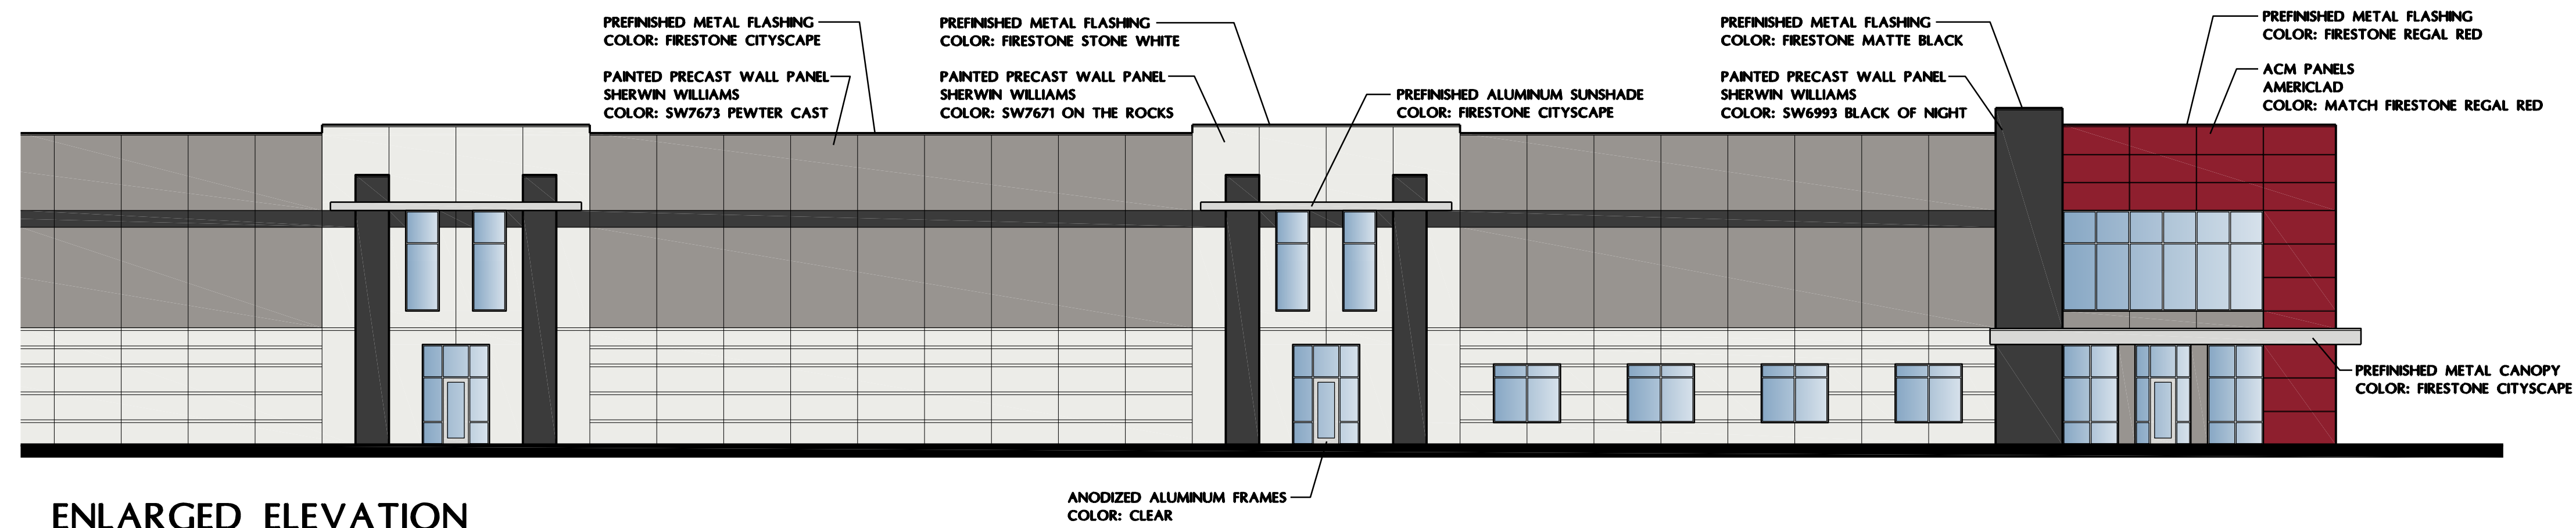 PREFINISHED METAL FLASHING
COLOR: FIRESTONE CITYSCAPE
PAINTED PRECAST WALL PANEL
SHERWIN WILLIAMS
COLOR: SW7673 PEWTER CAST
PREFINISHED METAL FLASHING
COLOR: FIRESTONE STONE WHITE
PAINTED PRECAST WALL PANEL
SHERWIN WILLIAMS
COLOR: SW7671 ON THE ROCKS
PREFINISHED ALUMINUM SUNSHADE
COLOR: FIRESTONE CITYSCAPE
PREFINISHED METAL FLASHING
COLOR: FIRESTONE MATTE BLACK
PAINTED PRECAST WALL PANEL
SHERWIN WILLIAMS
COLOR: SW6993 BLACK OF NIGHT
PREFINISHED METAL FLASHING
COLOR: FIRESTONE REGAL RED
ACM PANELS
AMERICLAD
COLOR: MATCH FIRESTONE REGAL RED
PREFINISHED METAL CANOPY
COLOR: FIRESTONE CITYSCAPE
ANODIZED ALUMINUM FRAMES
COLOR: CLEAR
ENLARGED ELEVATION